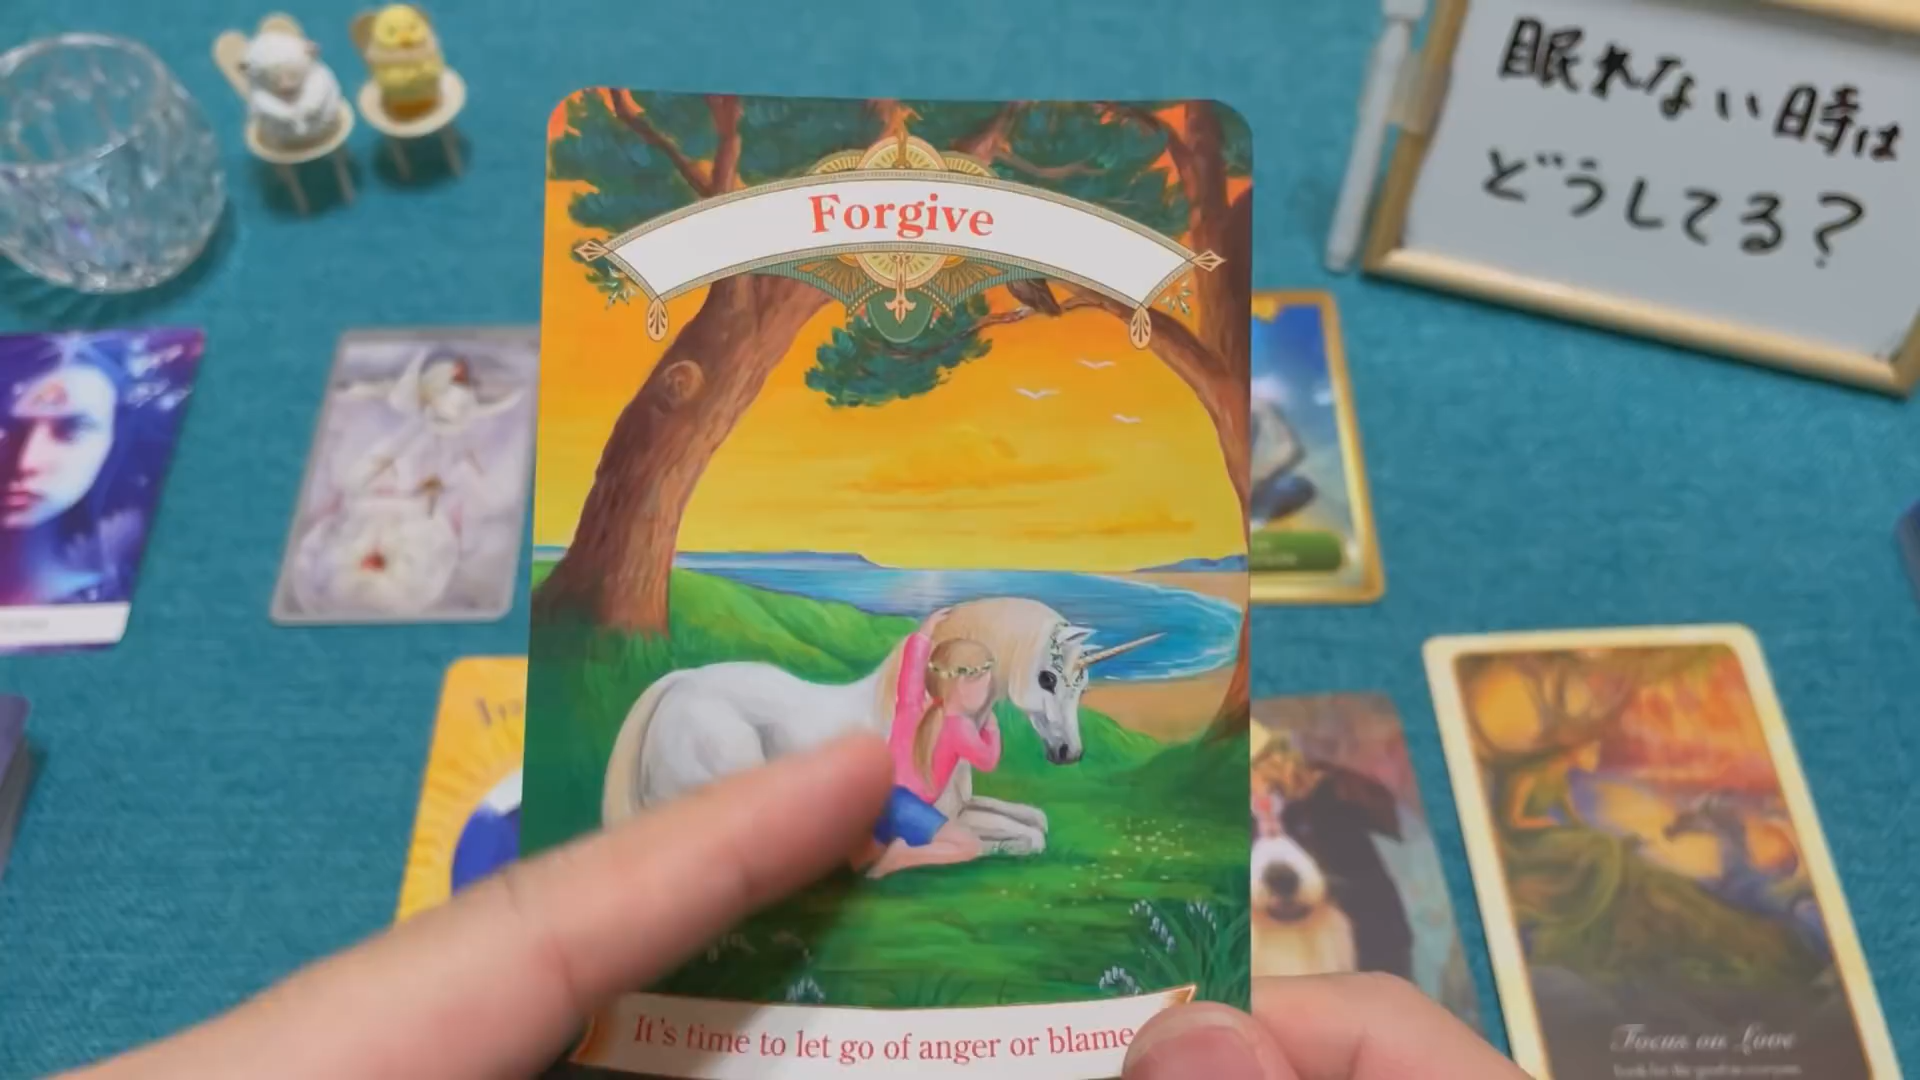 眠れない時は
どうしてる？
Forgive
It's time to let go of anger or blame
Focus on Love